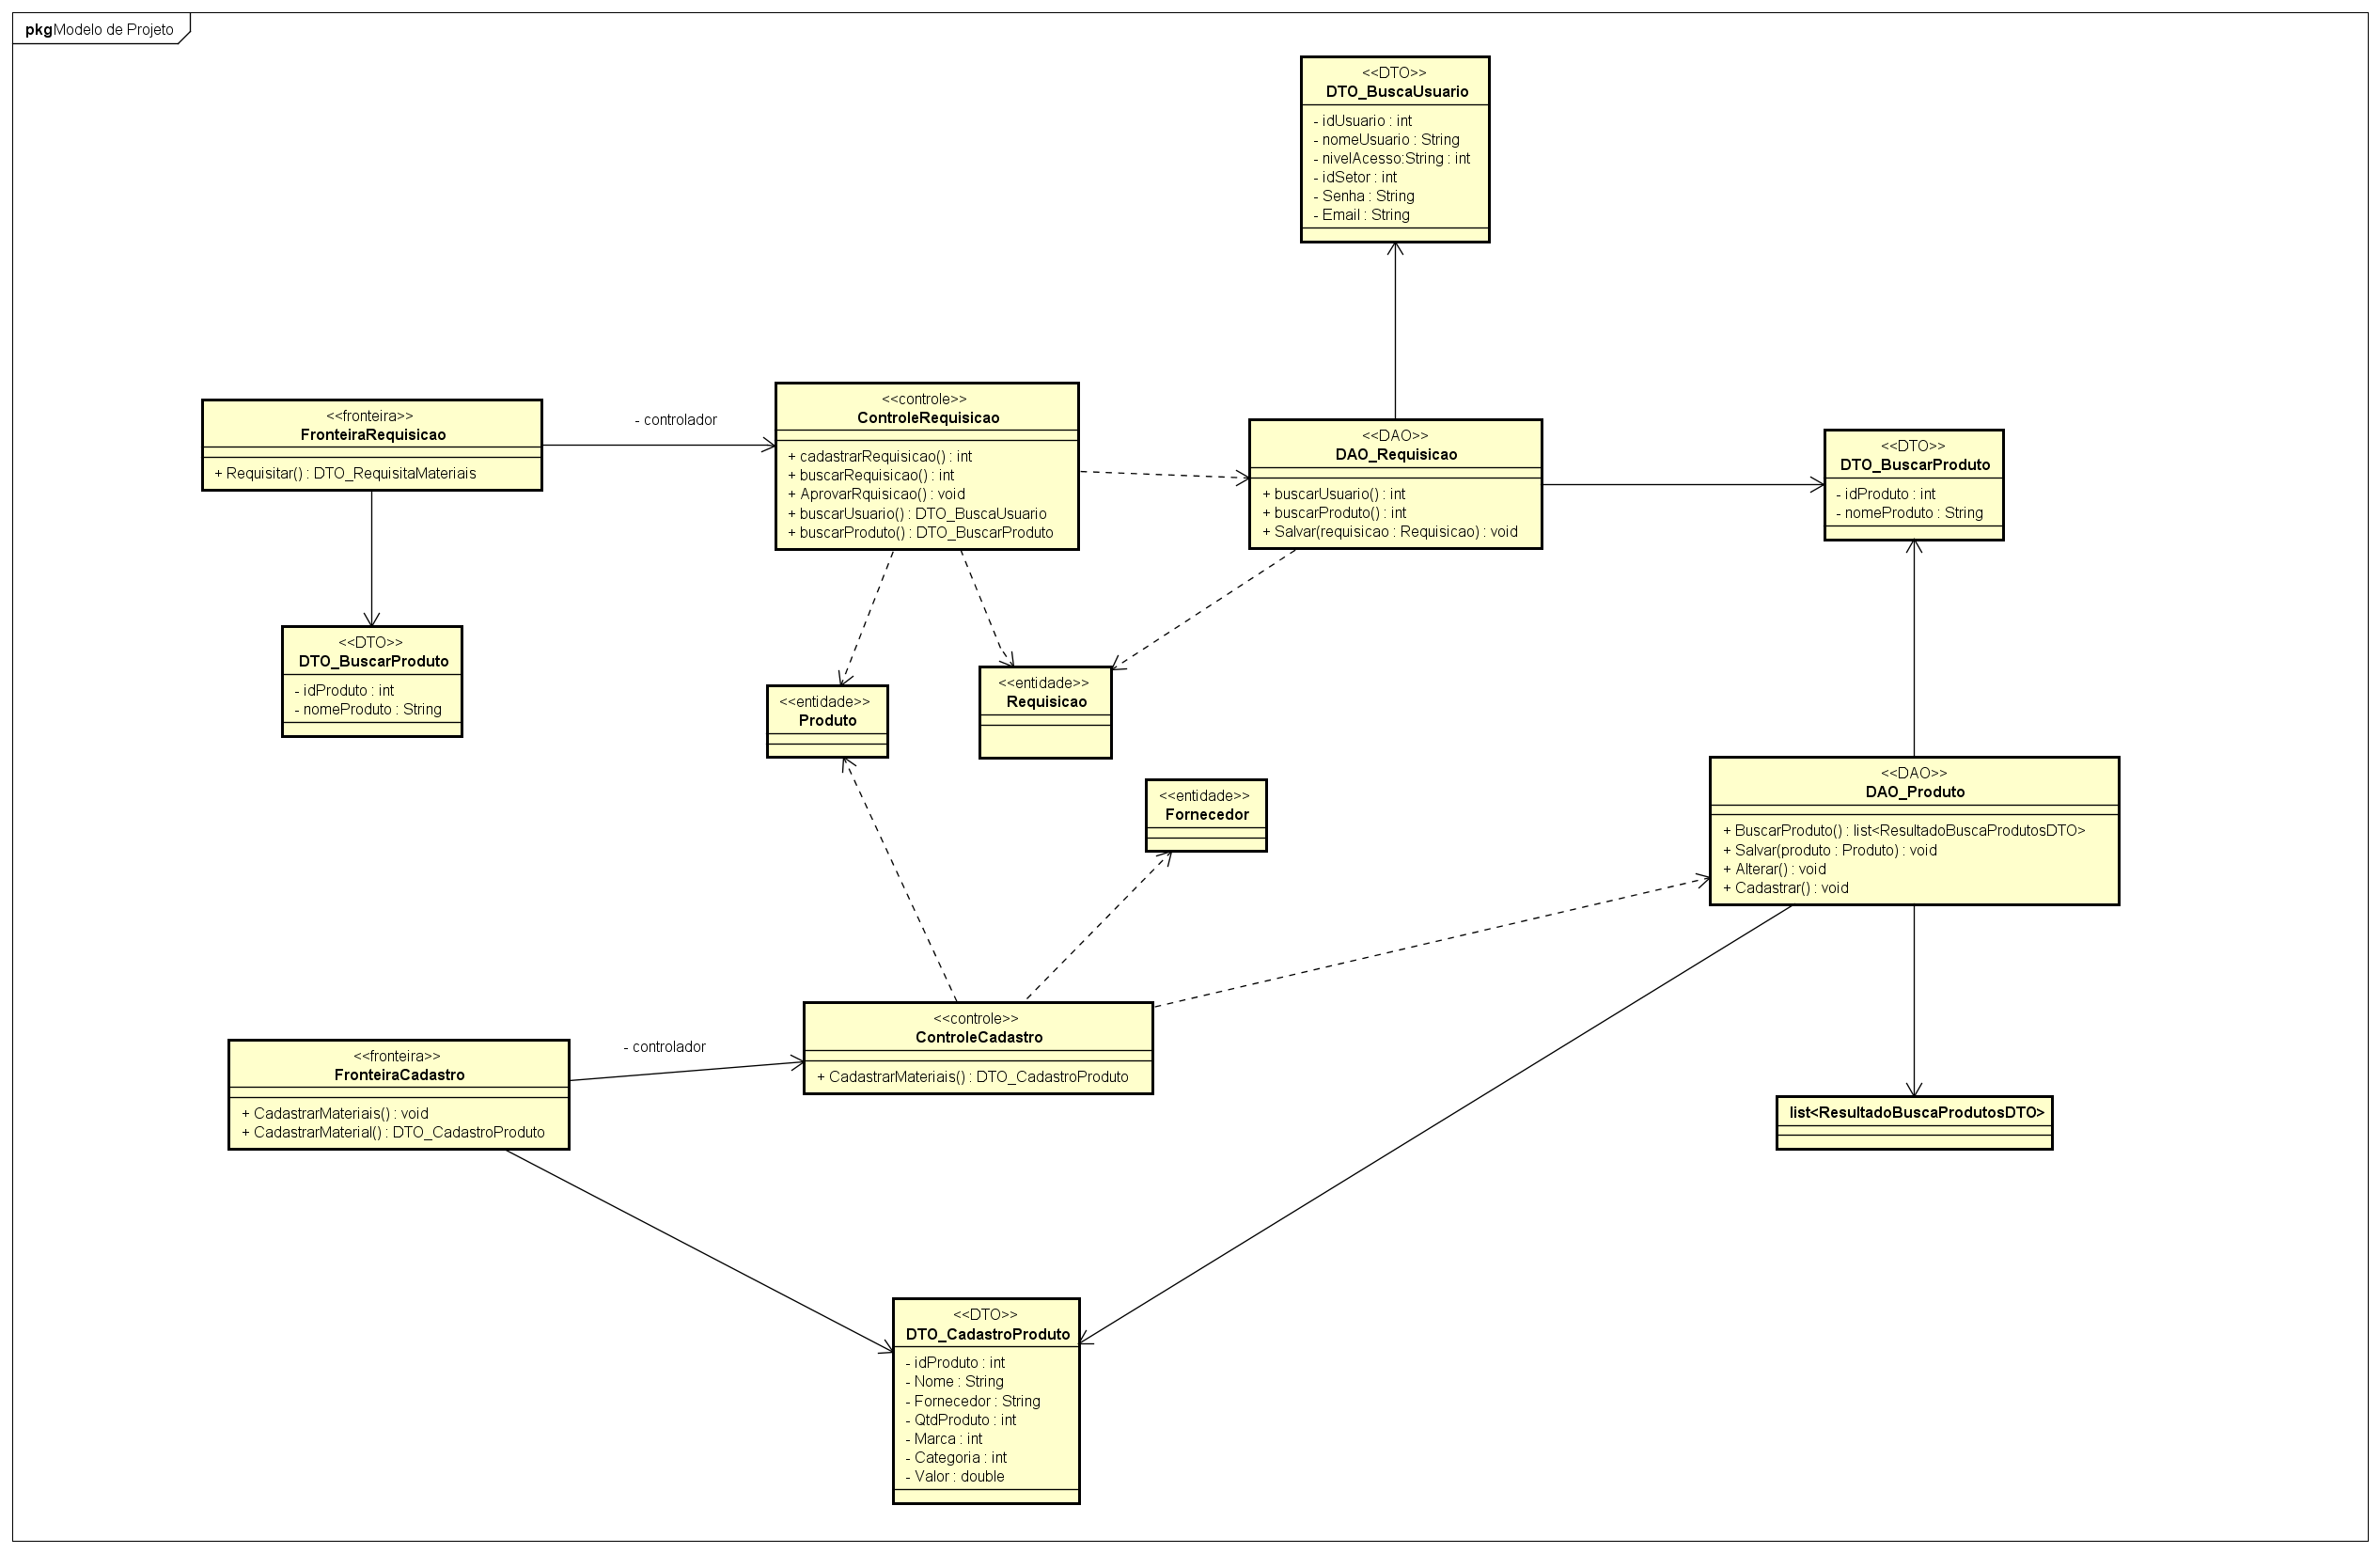 pkg Modelo de Projeto
<<DTO>>
DTO_BuscaUsuario
- idUsuario : int
- nomeUsuario : String
- nivelAcesso:String : int
- idSetor : int
- Senha : String
- Email : String
<<fronteira>>
FronteiraRequisicao
+ Requisitar() : DTO_RequisitaMateriais
- controlador
<<controle>>
ControleRequisicao
+ cadastrarRequisicao() : int
+ buscarRequisicao() : int
+ AprovarRquisicao() : void
+ buscarUsuario() : DTO_BuscaUsuario
+ buscarProduto() : DTO_BuscarProduto
<<DAO>>
DAO_Requisicao
+ buscarUsuario() : int
+ buscarProduto() : int
+ Salvar(requisicao : Requisicao) : void
<<DTO>>
DTO_BuscarProduto
- idProduto : int
- nomeProduto : String
<<DTO>>
DTO_BuscarProduto
- idProduto : int
- nomeProduto : String
<<entidade>>
Produto
<<entidade>>
Requisicao
<<entidade>>
Fornecedor
<<DAO>>
DAO_Produto
+ BuscarProduto() : list<ResultadoBuscaProdutosDTO>
+ Salvar(produto : Produto) : void
+ Alterar() : void
+ Cadastrar() : void
<<fronteira>>
FronteiraCadastro
+ CadastrarMateriais() : void
+ CadastrarMaterial() : DTO_CadastroProduto
- controlador
<<controle>>
ControleCadastro
+ CadastrarMateriais() : DTO_CadastroProduto
list<ResultadoBuscaProdutosDTO>
<<DTO>>
DTO_CadastroProduto
- idProduto : int
- Nome : String
- Fornecedor : String
- QtdProduto : int
- Marca : int
- Categoria : int
- Valor : double